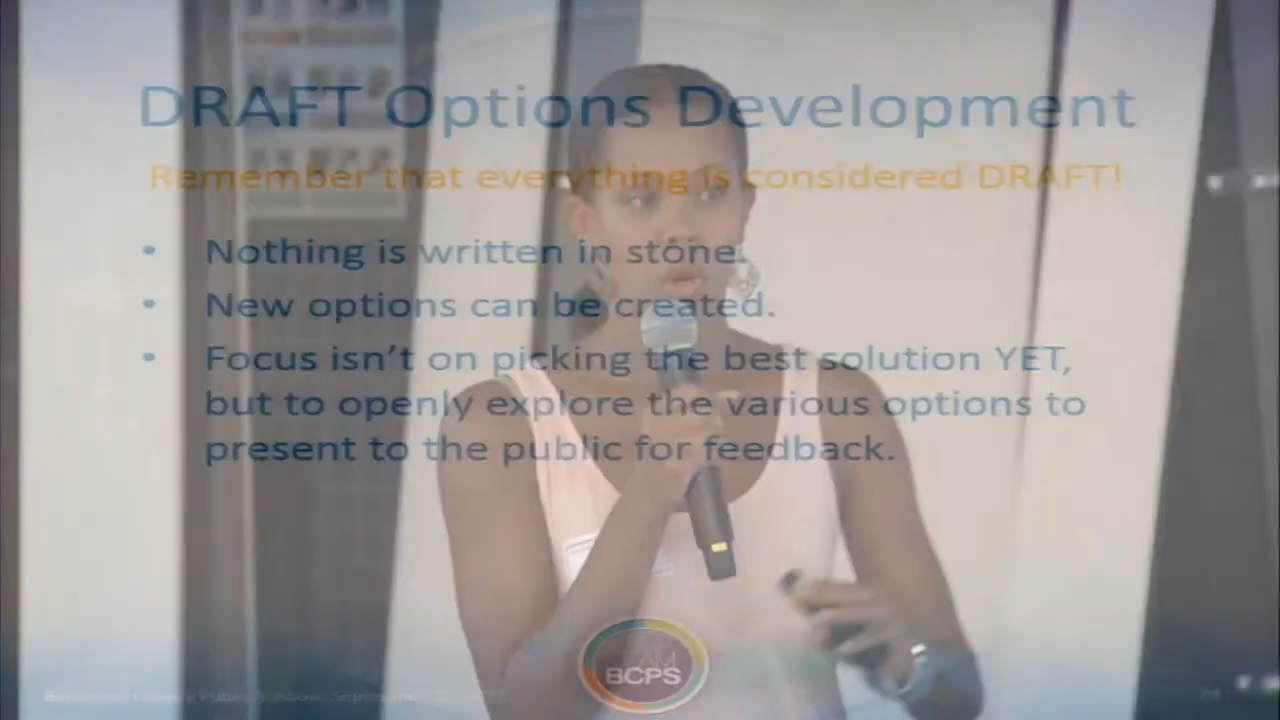 DRAFT Options Development
Remember that everything is considered DRAFT!
• Nothing is written in stone.
• New options can be created.
• Focus isn’t on picking the best solution YET,
but to openly explore the various options to
present to the public for feedback.
TEAM
BCPS